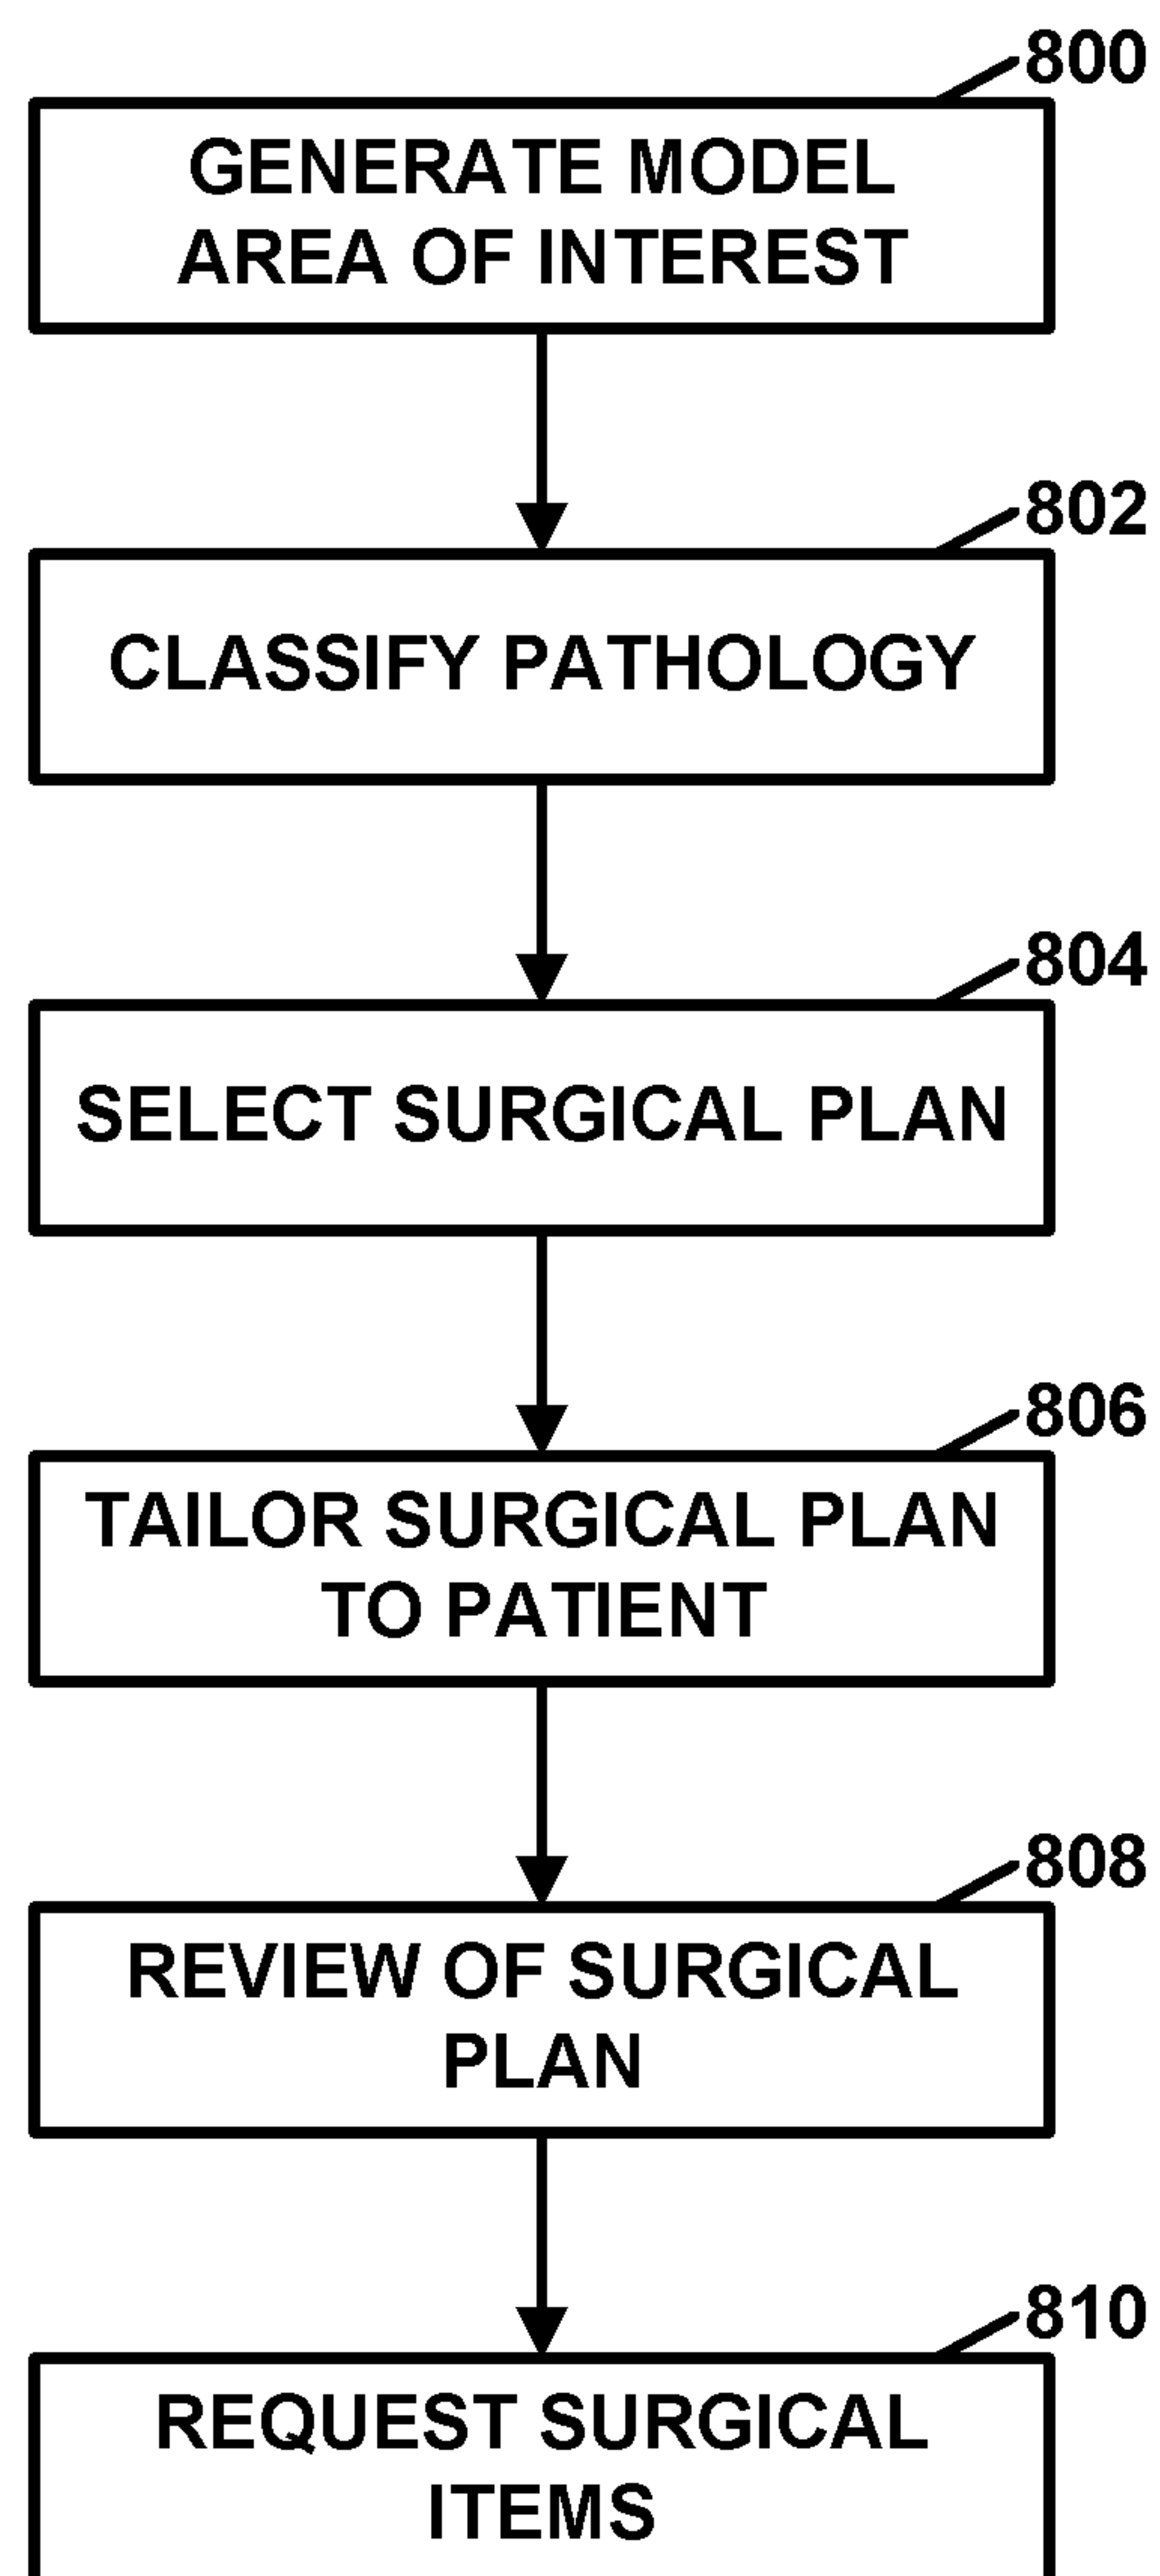 800
GENERATE MODEL
AREA OF INTEREST
802
CLASSIFY PATHOLOGY
804
SELECT SURGICAL PLAN
806
TAILOR SURGICAL PLAN
TO PATIENT
808
REVIEW OF SURGICAL
PLAN
810
REQUEST SURGICAL
ITEMS